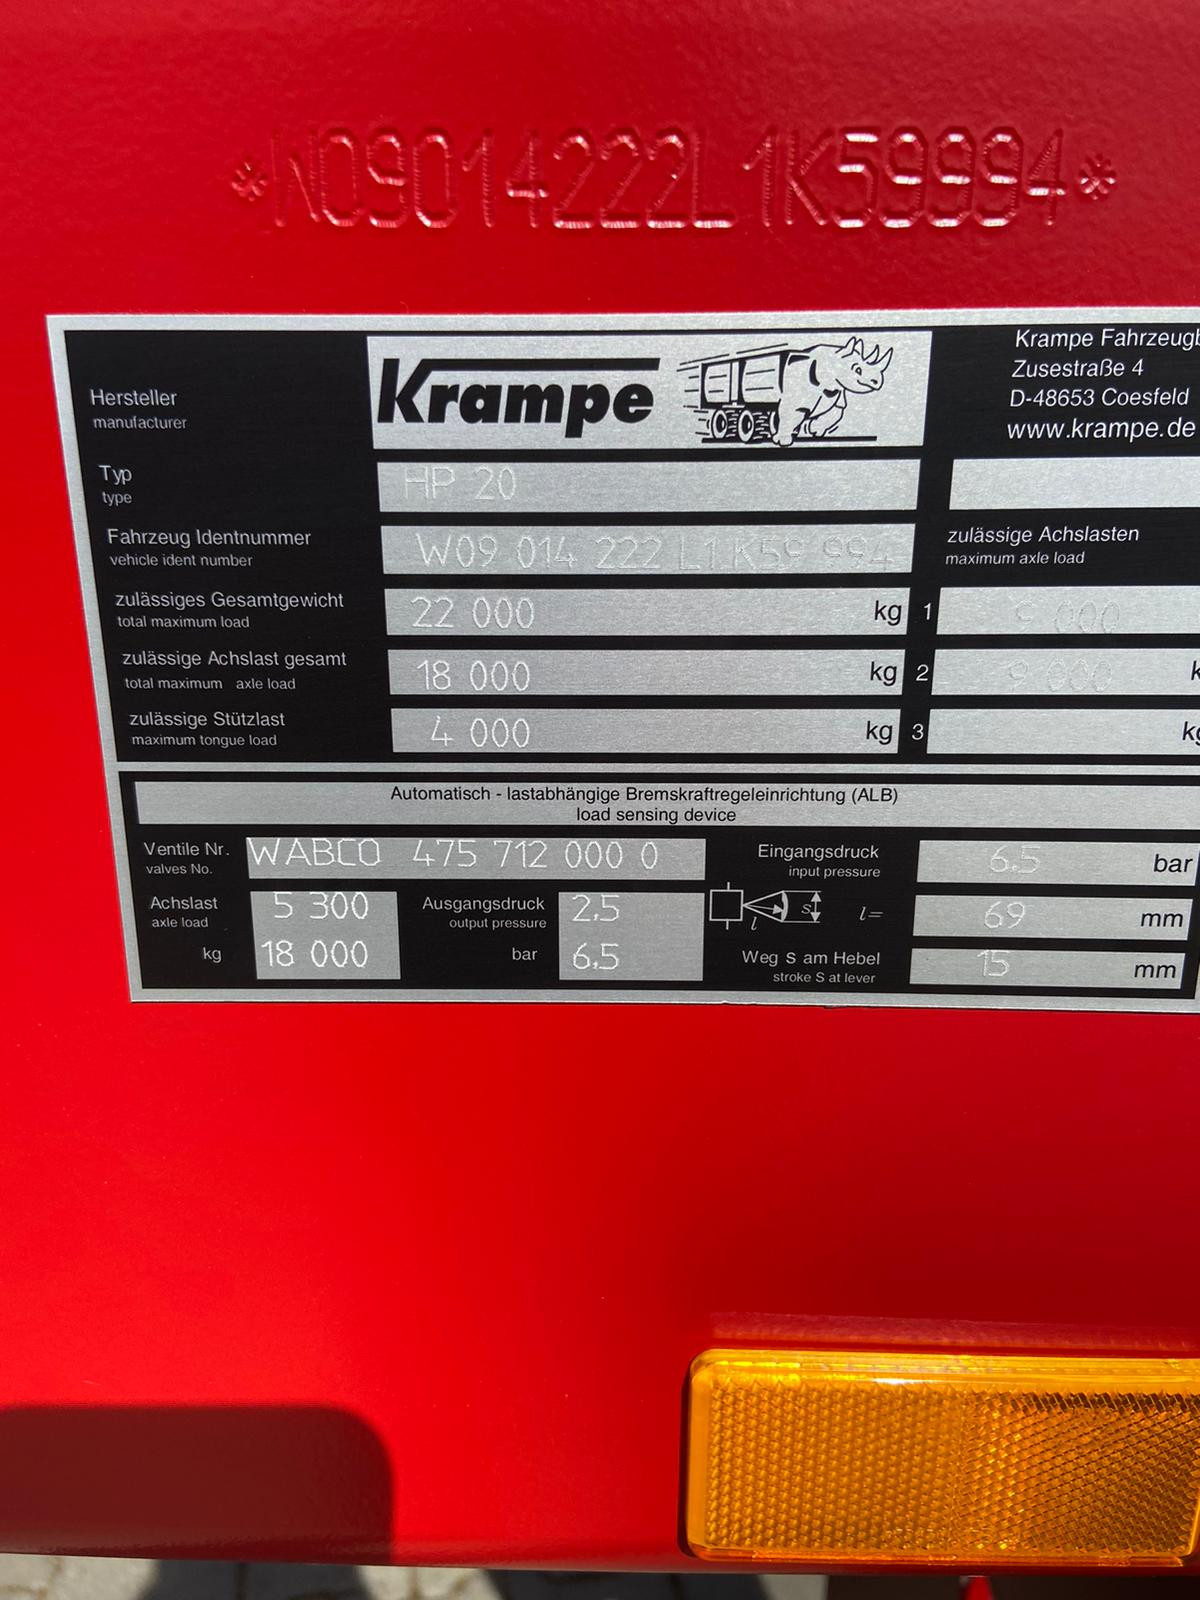 *W09014222L1K59994*
Krampe
Krampe Fahrzeugb
Zusestraße 4
D-48653 Coesfeld
www.krampe.de
Hersteller
manufacturer
Typ
type
HP 20
Fahrzeug Identnummer
vehicle ident number
W09 014 222 L1.K59 994
zulässige Achslasten
maximum axle load
zulässiges Gesamtgewicht
total maximum load
22 000 kg
1 9 000
zulässige Achslast gesamt
total maximum axle load
18 000 kg
2 9 000 k
zulässige Stützlast
maximum tongue load
4 000 kg
3 kg
Automatisch - lastabhängige Bremskraftregeleinrichtung (ALB)
load sensing device
Ventile Nr.
valves No.
WABCO 475 712 000 0
Eingangsdruck
input pressure
6.5 bar
Achslast
axle load
kg
5 300
18 000
Ausgangsdruck
output pressure
bar
2,5
6,5
s
l
l= 69 mm
Weg s am Hebel
stroke S at lever
15 mm